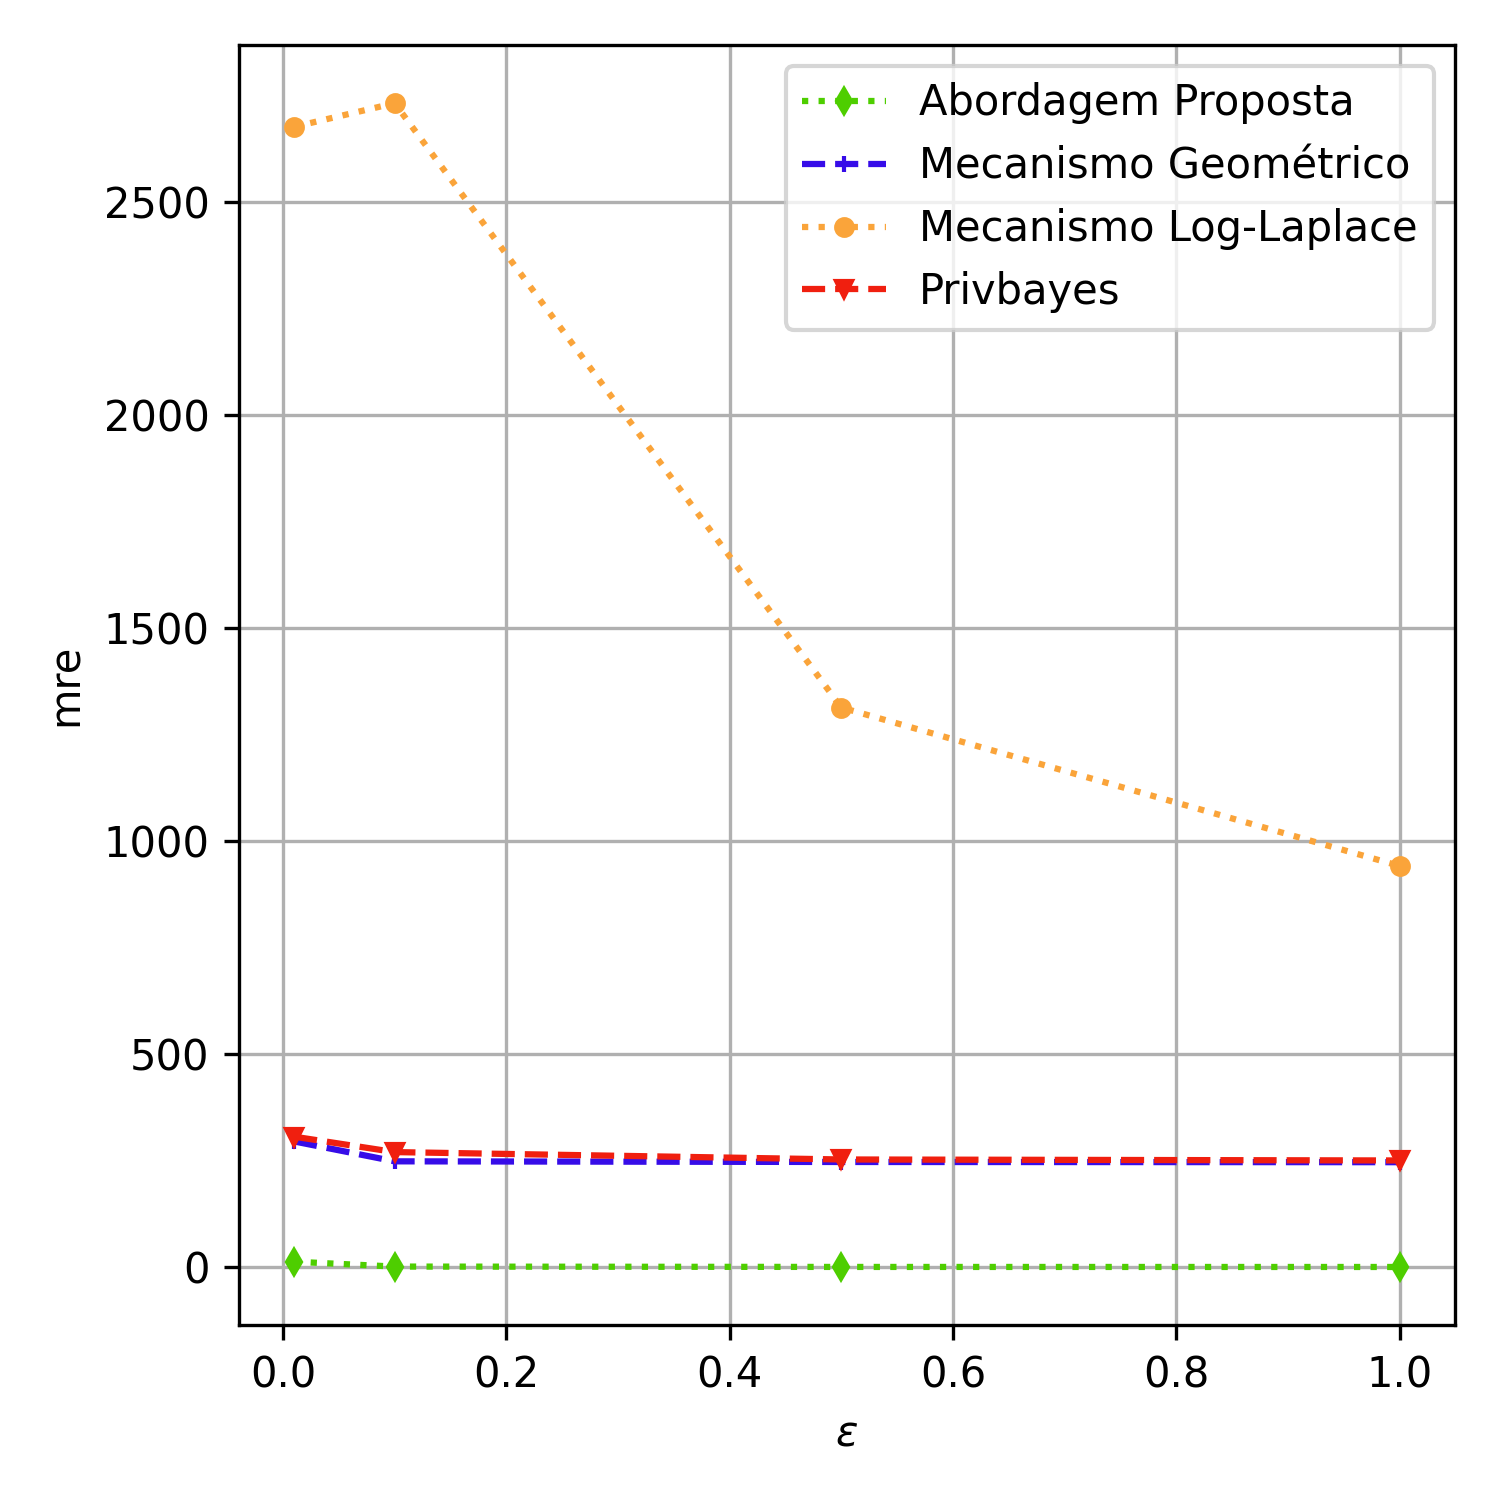 Abordagem Proposta
Mecanismo Geométrico
Mecanismo Log-Laplace
Privbayes
2500
2000
1500
1000
500
0
mre
0.0 0.2 0.4 0.6 0.8 1.0
ε